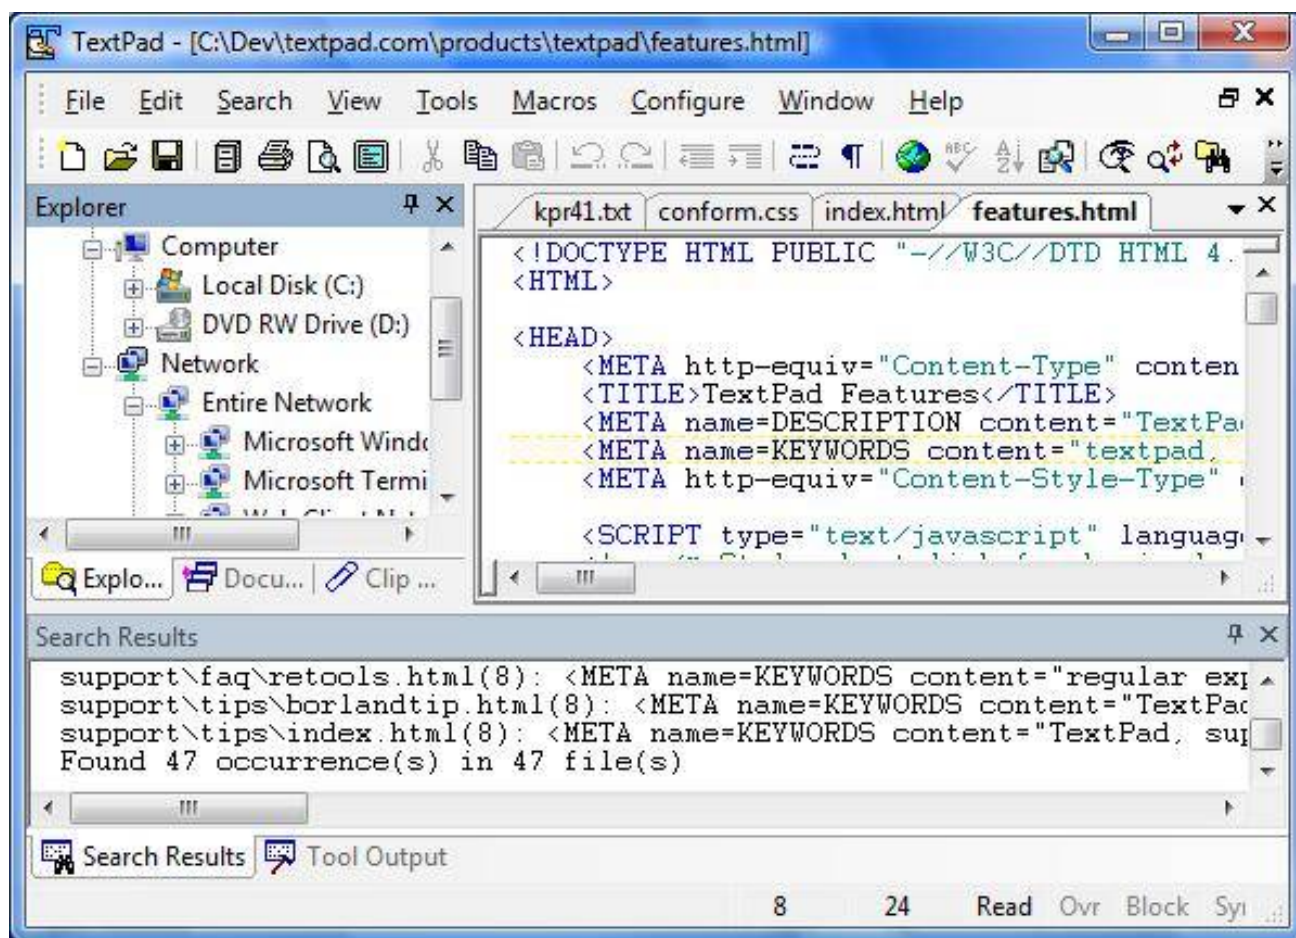 TextPad - [C:\Dev\textpad.com\products\textpad\features.html]
File Edit Search View Tools Macros Configure Window Help
ABC
Explorer
kpr41.txt conform.css index.html features.html
Computer
Local Disk (C:)
DVD RW Drive (D:)
Network
Entire Network
Microsoft Windo
Microsoft Termi
<!DOCTYPE HTML PUBLIC "-//W3C//DTD HTML 4.
<HTML>
<HEAD>
<META http-equiv="Content-Type" conten
<TITLE>TextPad Features</TITLE>
<META name=DESCRIPTION content="TextPa
<META name=KEYWORDS content="textpad,
<META http-equiv="Content-Style-Type"
<SCRIPT type="text/javascript" languag
Explo... Docu... Clip ...
Search Results
support\faq\retools.html(8): <META name=KEYWORDS content="regular exp
support\tips\borlandtip.html(8): <META name=KEYWORDS content="TextPad
support\tips\index.html(8): <META name=KEYWORDS content="TextPad, sup
Found 47 occurrence(s) in 47 file(s)
Search Results Tool Output
8 24 Read Ovr Block Syn